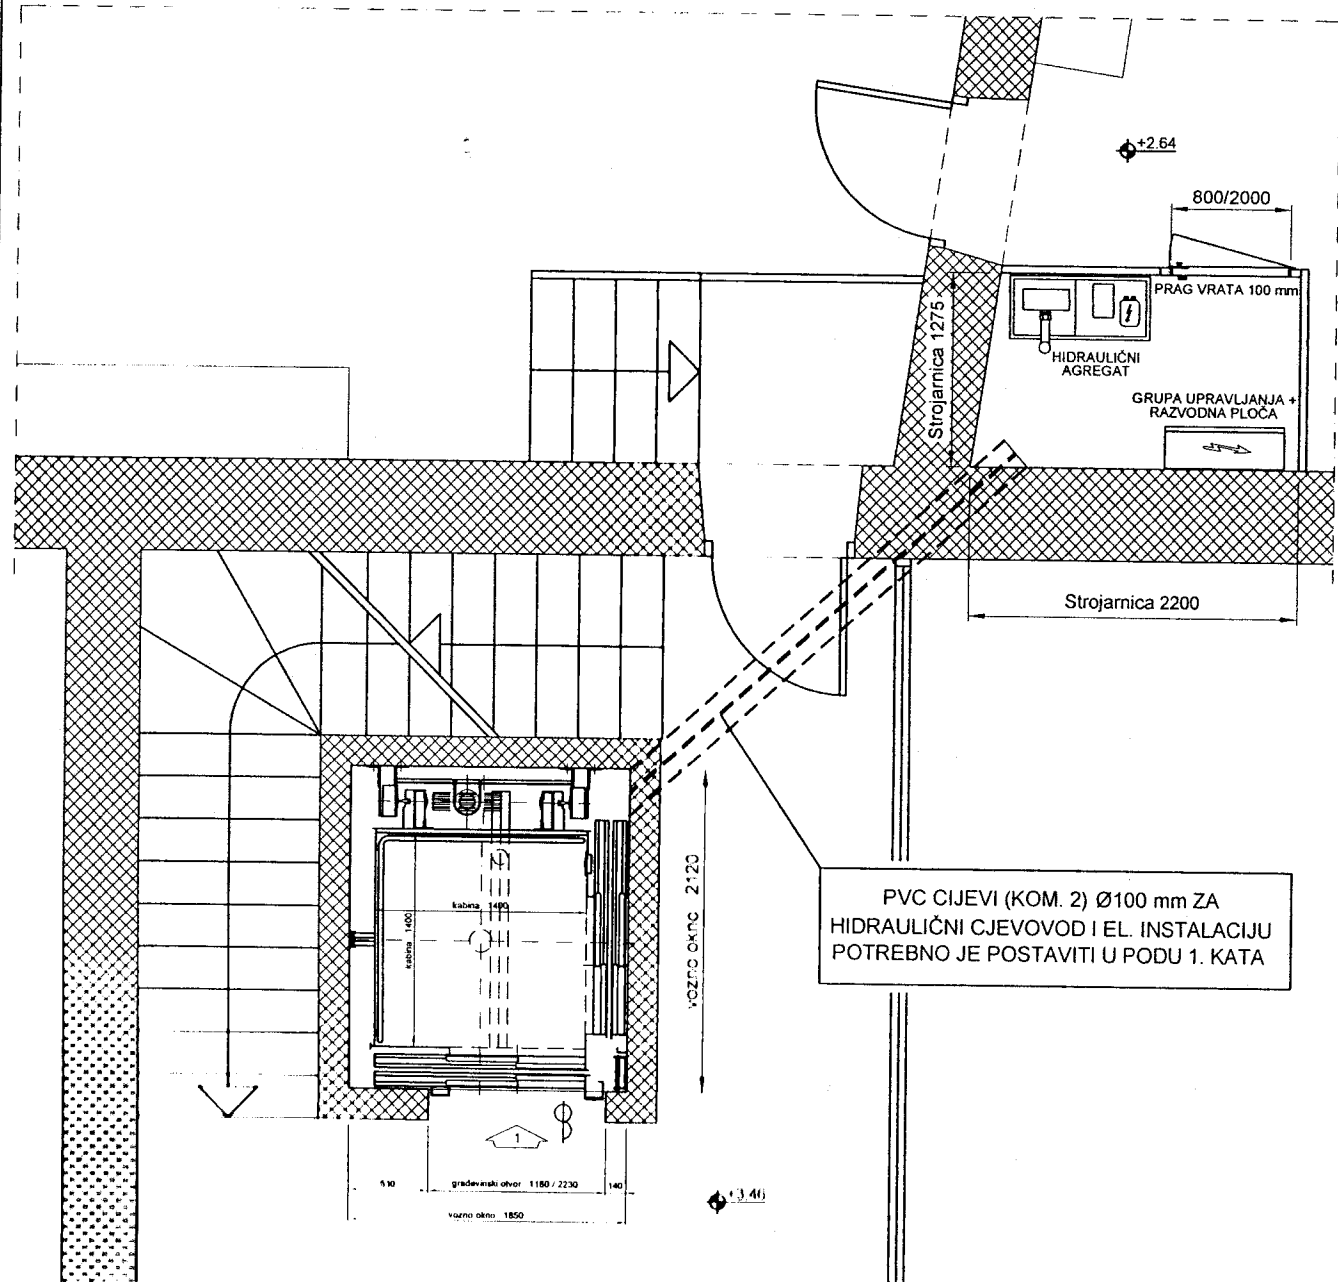 +2.64
800/2000
PRAG VRATA 100 mm
Strojarnica 1275
HIDRAULIČNI
AGREGAT
GRUPA UPRAVLJANJA +
RAZVODNA PLOČA
Strojarnica 2200
vozno okno 2120
kabina 1400
kabina 1400
PVC CIJEVI (KOM. 2) Ø100 mm ZA
HIDRAULIČNI CJEVOVOD I EL. INSTALACIJU
POTREBNO JE POSTAVITI U PODU 1. KATA
1
510
građevinski otvor 1180 / 2230
140
vozno okno 1850
+3.46